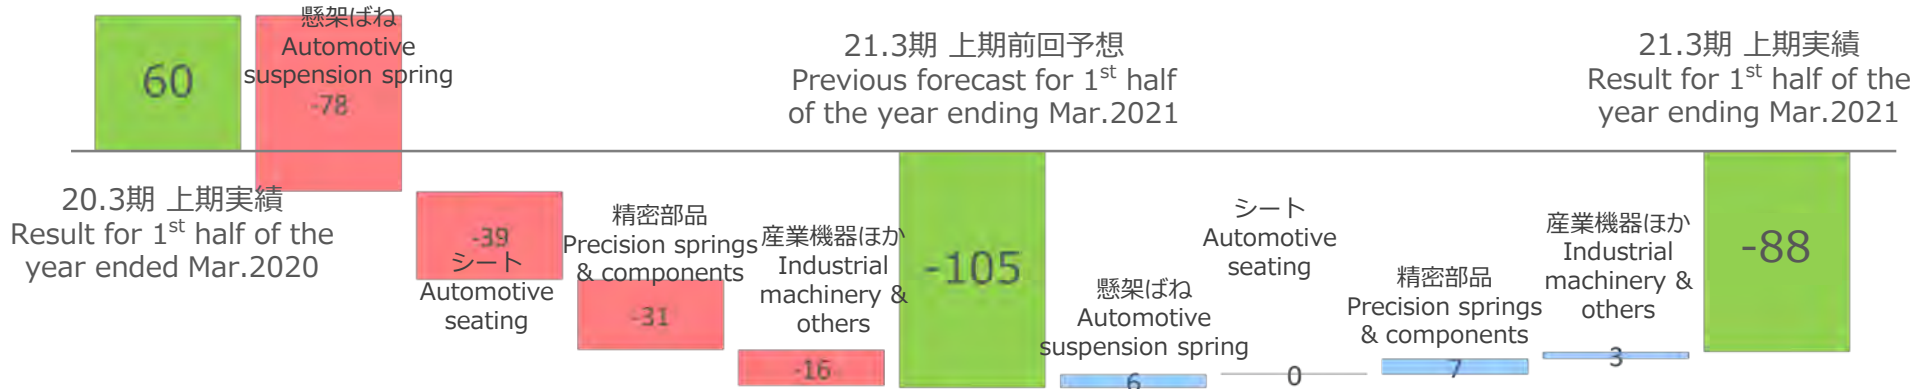 60
懸架ばね
Automotive
suspension spring
-78
20.3期 上期実績
Result for 1st half of the
year ended Mar.2020
-39
シート
Automotive
seating
精密部品
Precision springs
& components
-31
産業機器ほか
Industrial
machinery &
others
-16
21.3期 上期前回予想
Previous forecast for 1st half
of the year ending Mar.2021
-105
懸架ばね
Automotive
suspension spring
6
シート
Automotive
seating
0
精密部品
Precision springs
& components
7
産業機器ほか
Industrial
machinery &
others
3
21.3期 上期実績
Result for 1st half of the
year ending Mar.2021
-88